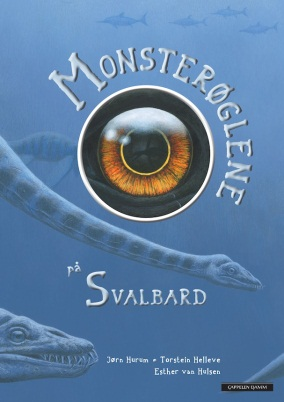 MONSTERØGLENE
på
SVALBARD
Jørn Hurum - Torstein Helleve
Esther van Hulsen
CAPPELEN DAMM